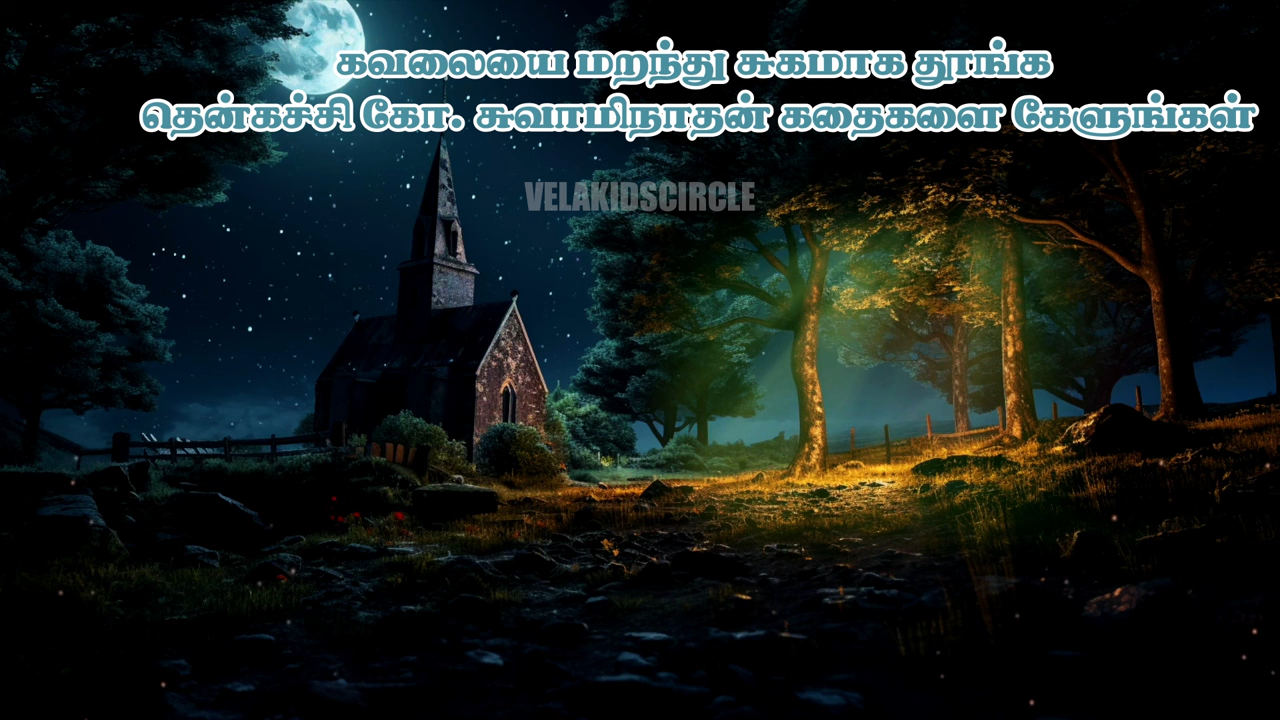 கவலையை மறந்து சுகமாக தூங்க
தென்கச்சி கோ. சுவாமிநாதன் கதைகளை கேளுங்கள்
VELAKIDSCIRCLE